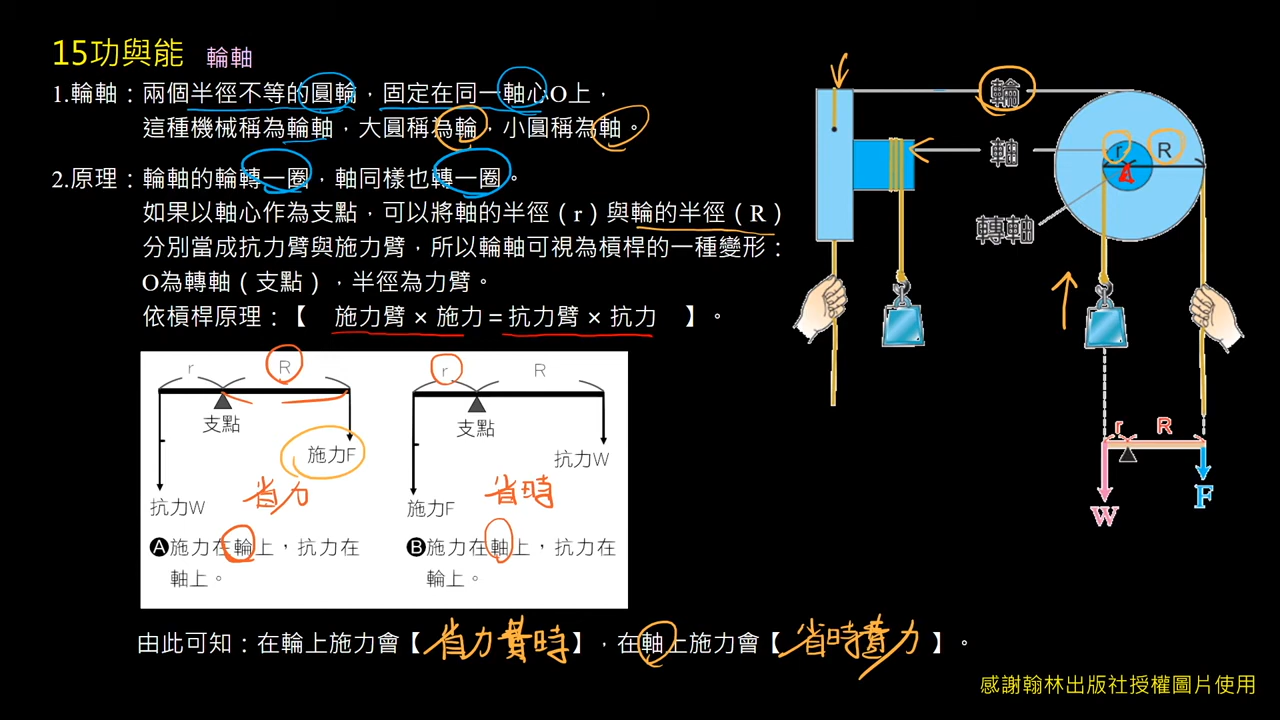 15功與能 輪軸
1.輪軸：兩個半徑不等的圓輪，固定在同一軸心O上，
這種機械稱為輪軸，大圓稱為輪，小圓稱為軸。
2.原理：輪軸的輪轉一圈，軸同樣也轉一圈。
如果以軸心作為支點，可以將軸的半徑（r）與輪的半徑（R）
分別當成抗力臂與施力臂，所以輪軸可視為槓桿的一種變形：
O為轉軸（支點），半徑為力臂。
依槓桿原理：【 施力臂 × 施力＝抗力臂 × 抗力 】。
r R
支點
施力F
抗力W
省力
A施力在輪上，抗力在
軸上。
r R
支點
抗力W
施力F
省時
B施力在軸上，抗力在
輪上。
由此可知：在輪上施力會【省力費時】，在軸上施力會【省時費力】。
輪
軸
轉軸
r R
r R
W
F
感謝翰林出版社授權圖片使用